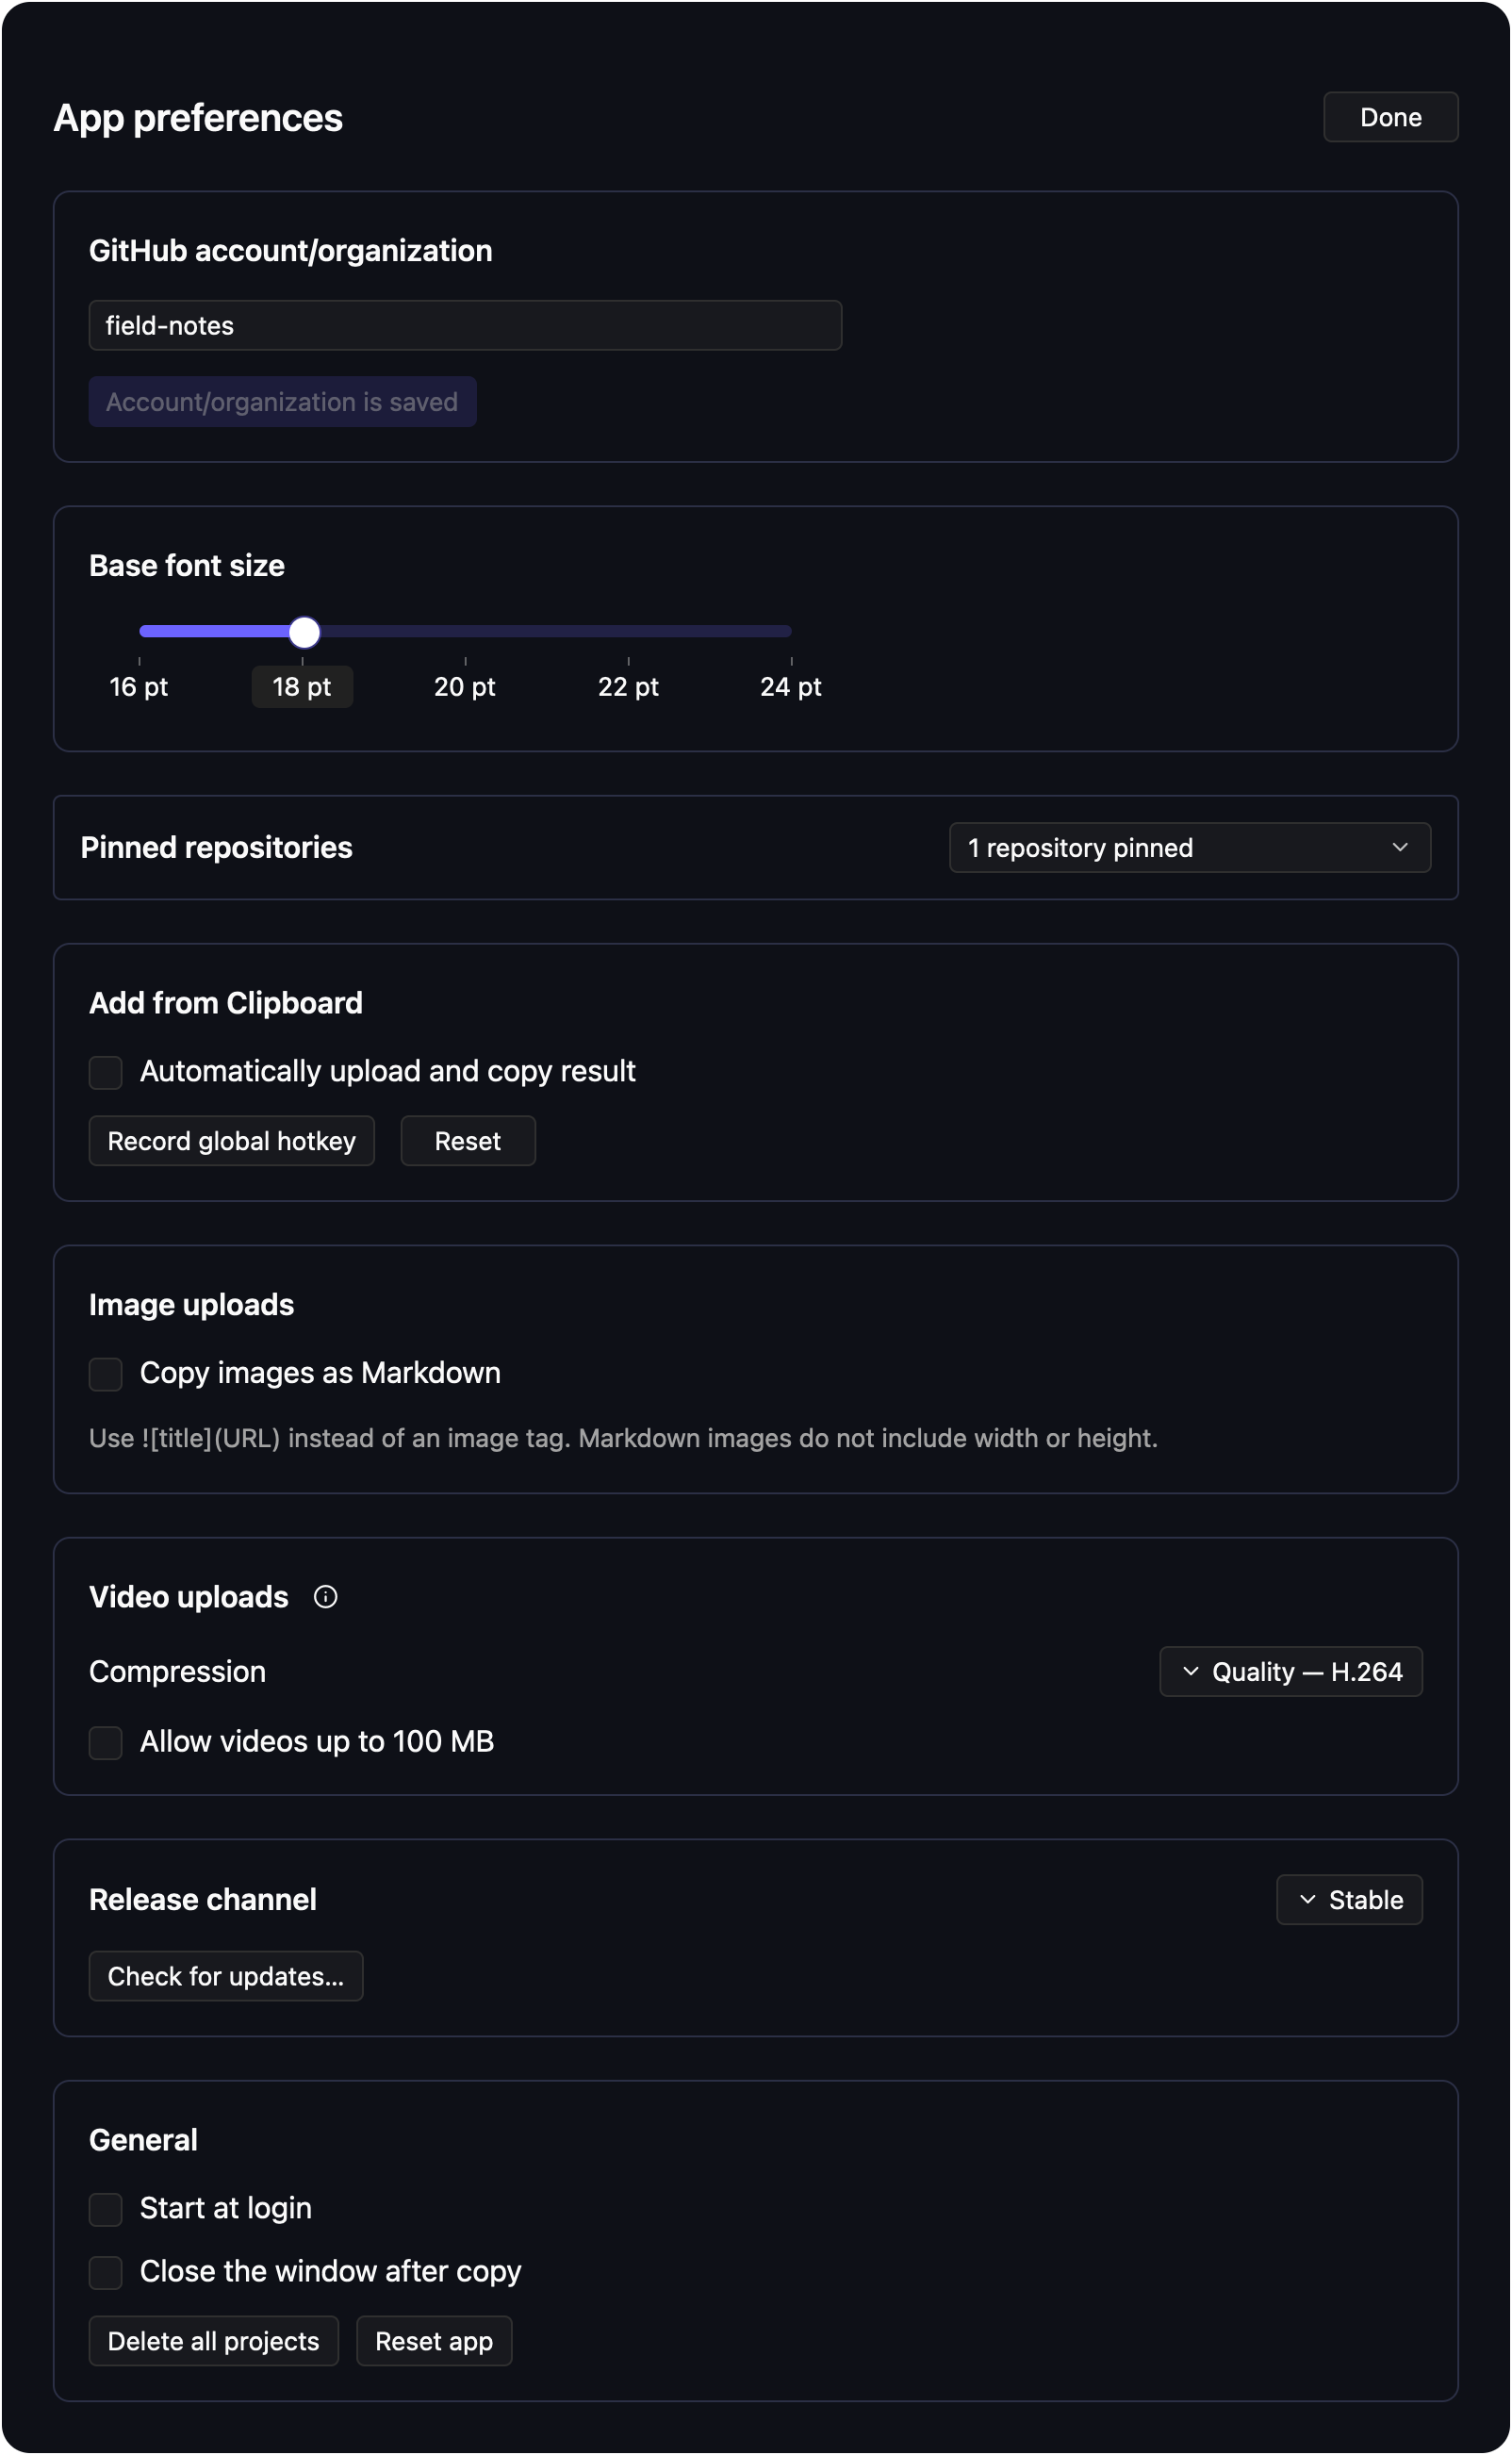 App preferences
Done
GitHub account/organization
field-notes
Account/organization is saved
Base font size
16 pt 18 pt 20 pt 22 pt 24 pt
Pinned repositories
1 repository pinned
Add from Clipboard
Automatically upload and copy result
Record global hotkey Reset
Image uploads
Copy images as Markdown
Use ![title](URL) instead of an image tag. Markdown images do not include width or height.
Video uploads
Compression
Quality — H.264
Allow videos up to 100 MB
Release channel
Stable
Check for updates...
General
Start at login
Close the window after copy
Delete all projects Reset app